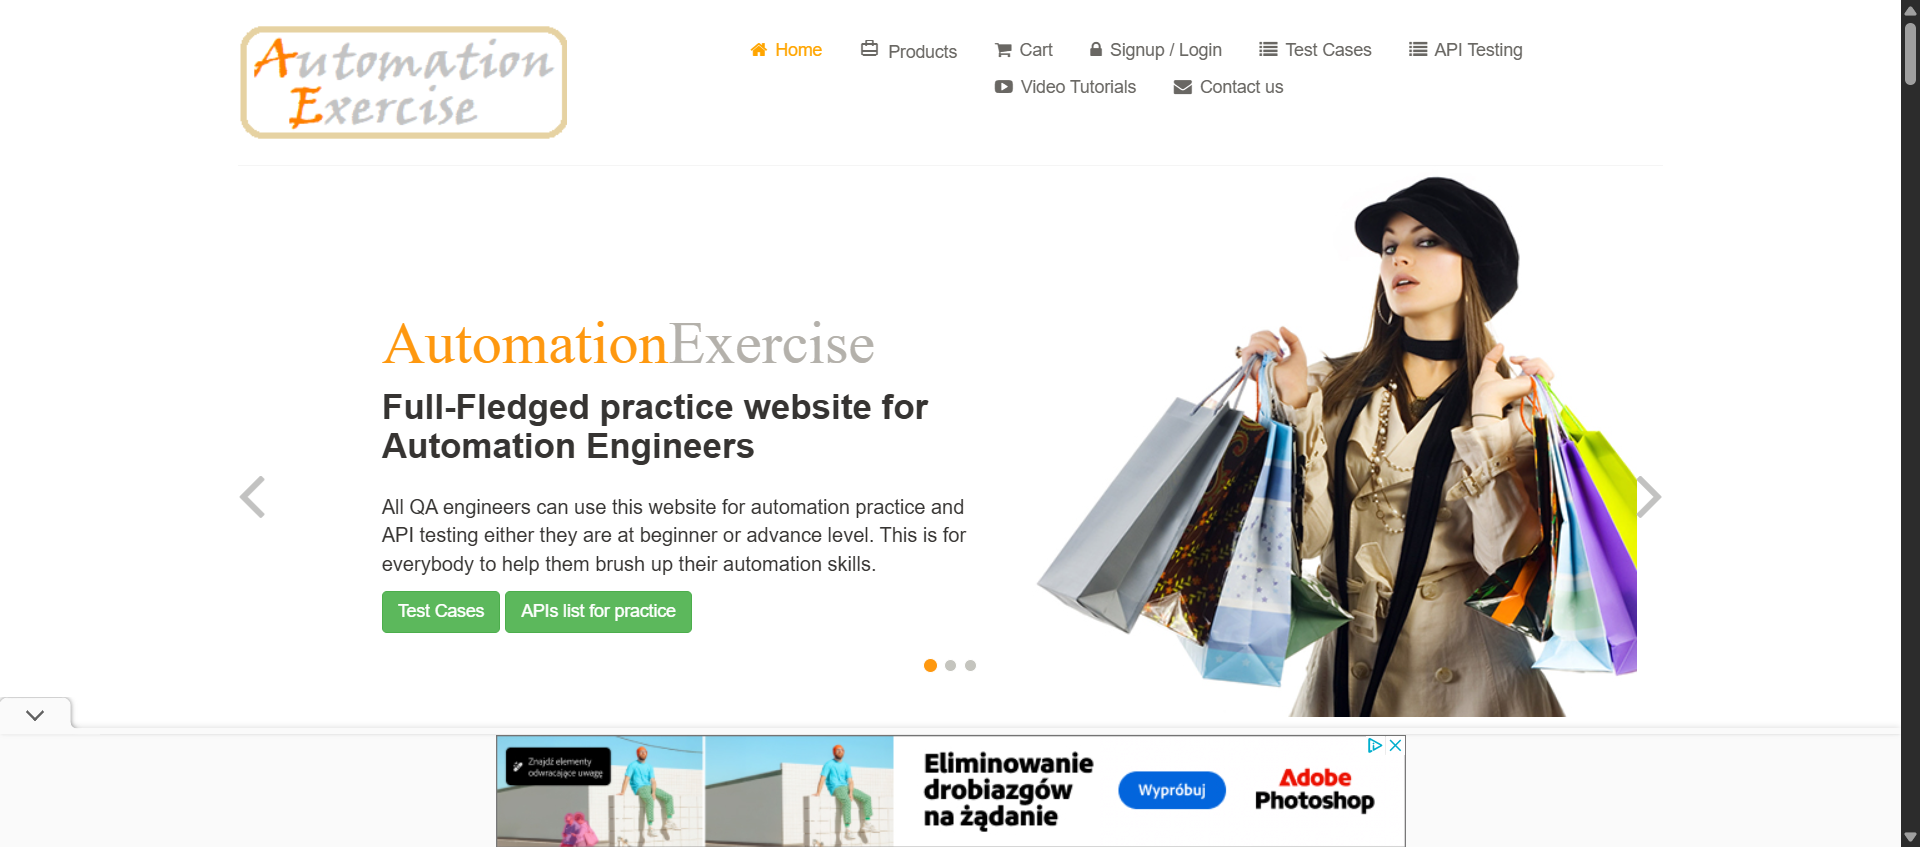 Automation
Exercise
Home
Products
Cart
Signup / Login
Test Cases
API Testing
Video Tutorials
Contact us
AutomationExercise
Full-Fledged practice website for
Automation Engineers
All QA engineers can use this website for automation practice and
API testing either they are at beginner or advance level. This is for
everybody to help them brush up their automation skills.
Test Cases
APIs list for practice
Znajdź elementy
odwracające uwagę
Eliminowanie
drobiazgów
na żądanie
Wypróbuj
Adobe
Photoshop